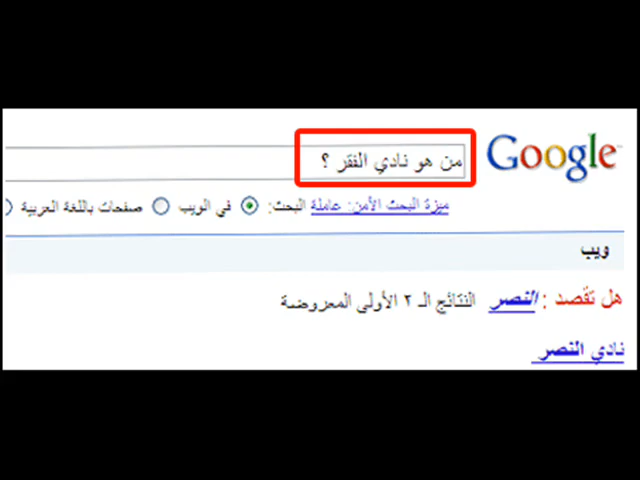 Google
من هو نادي الفقر ؟
ميزة البحث الأمن: عاملة البحث: في الويب صفحات باللغة العربية
ويب
هل تقصد : النصر النتائج الـ ٢ الأولى المعروضة
نادي النصر